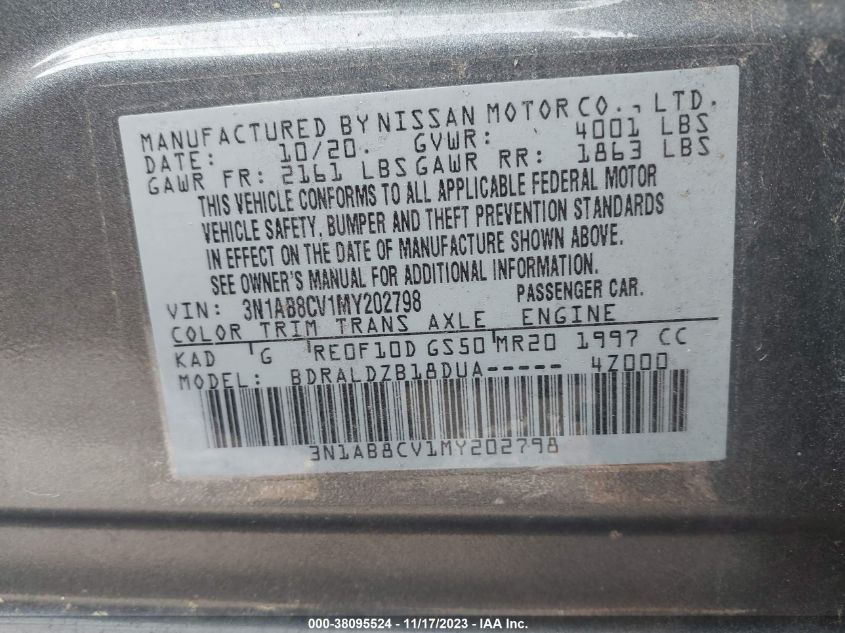 MANUFACTURED BY NISSAN MOTOR CO., LTD.
DATE: 10/20. GVWR: 4001 LBS
GAWR FR: 2161 LBS GAWR RR: 1863 LBS
THIS VEHICLE CONFORMS TO ALL APPLICABLE FEDERAL MOTOR
VEHICLE SAFETY, BUMPER AND THEFT PREVENTION STANDARDS
IN EFFECT ON THE DATE OF MANUFACTURE SHOWN ABOVE.
SEE OWNER'S MANUAL FOR ADDITIONAL INFORMATION.
VIN: 3N1AB8CV1MY202798 PASSENGER CAR.
COLOR TRIM TRANS AXLE ENGINE
KAD G RE0F10D GS50 MR20 1997 CC
MODEL: BDRALDZB18DUA----- 4Z000
3N1AB8CV1MY202798
000-38095524 - 11/17/2023 - IAA Inc.